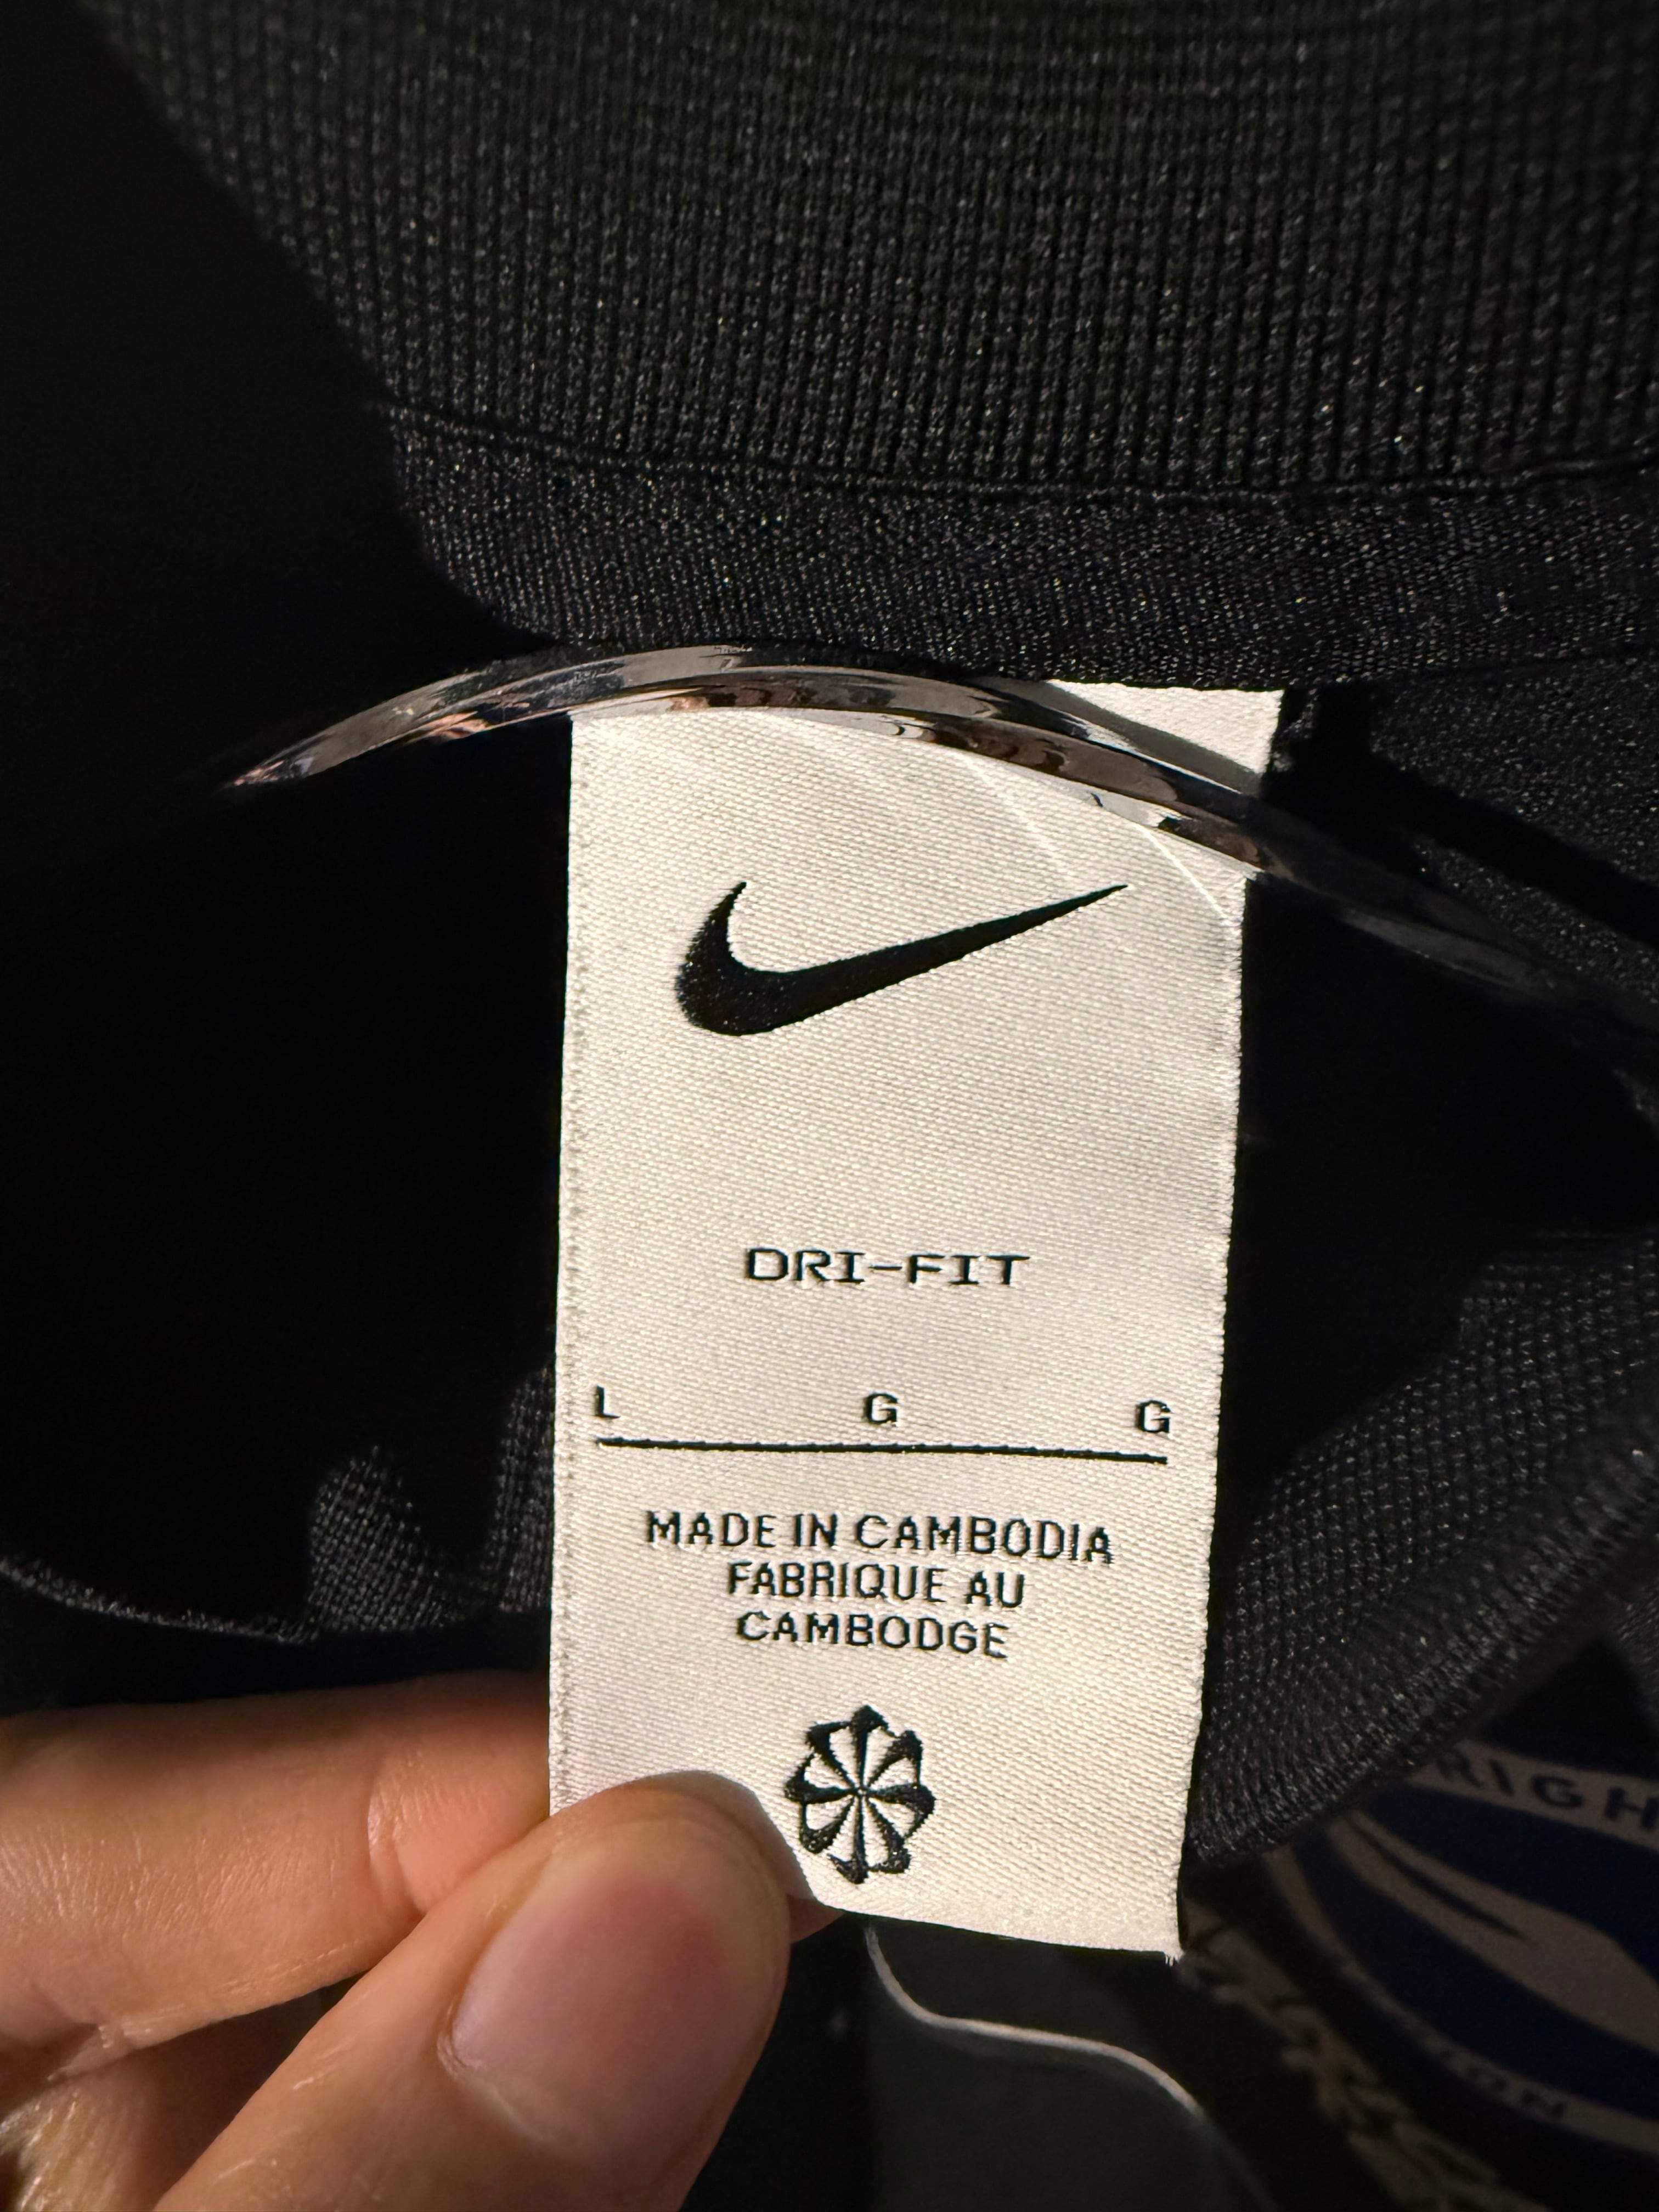 DRI-FIT
L G G
MADE IN CAMBODIA
FABRIQUE AU
CAMBODGE